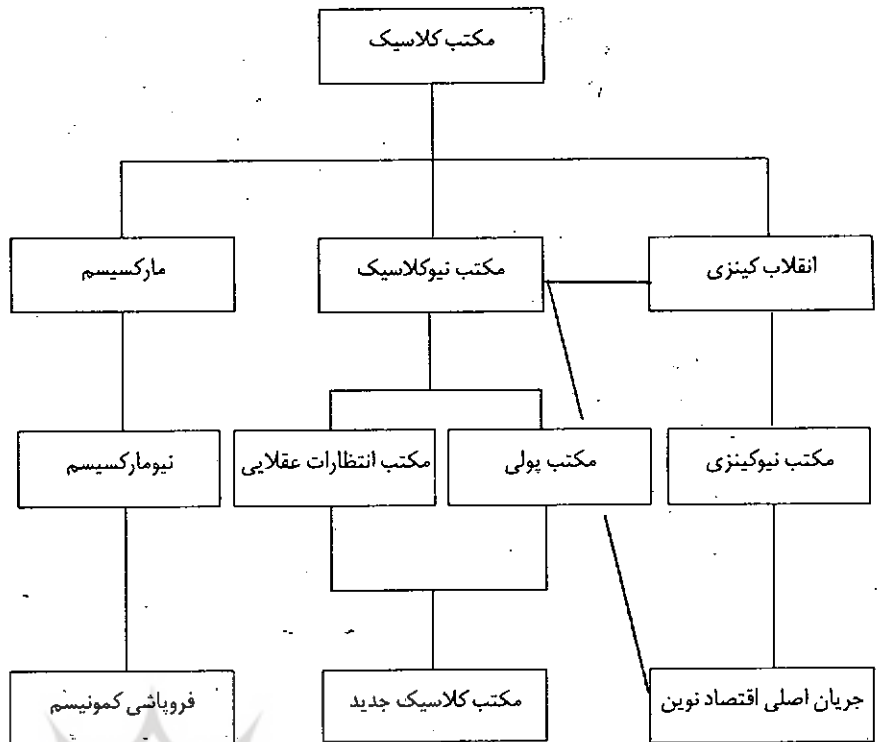 مکتب کلاسیک
انقلاب کینزی
مکتب نیوکلاسیک
مارکسیسم
مکتب نیوکینزی
مکتب پولی
مکتب انتظارات عقلایی
نیومارکسیسم
جریان اصلی اقتصاد نوین
مکتب کلاسیک جدید
فروپاشی کمونیسم